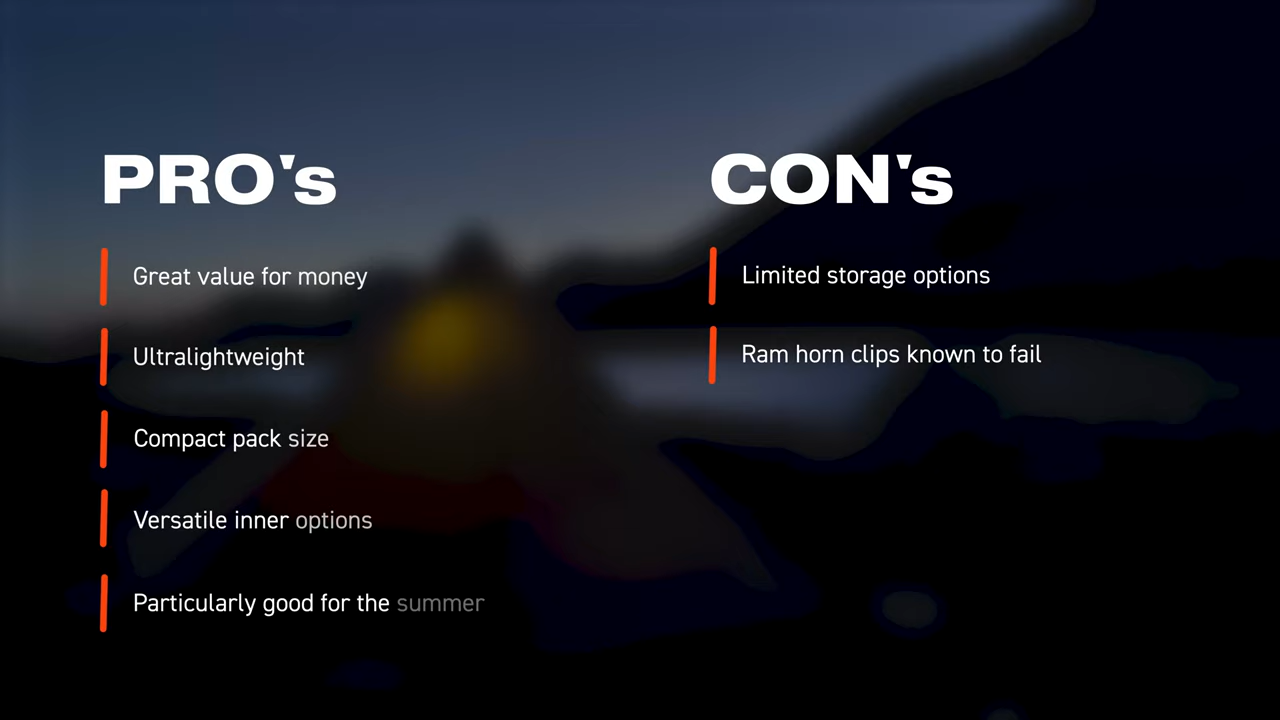 PRO's
Great value for money
Ultralightweight
Compact pack size
Versatile inner options
Particularly good for the summer
CON's
Limited storage options
Ram horn clips known to fail